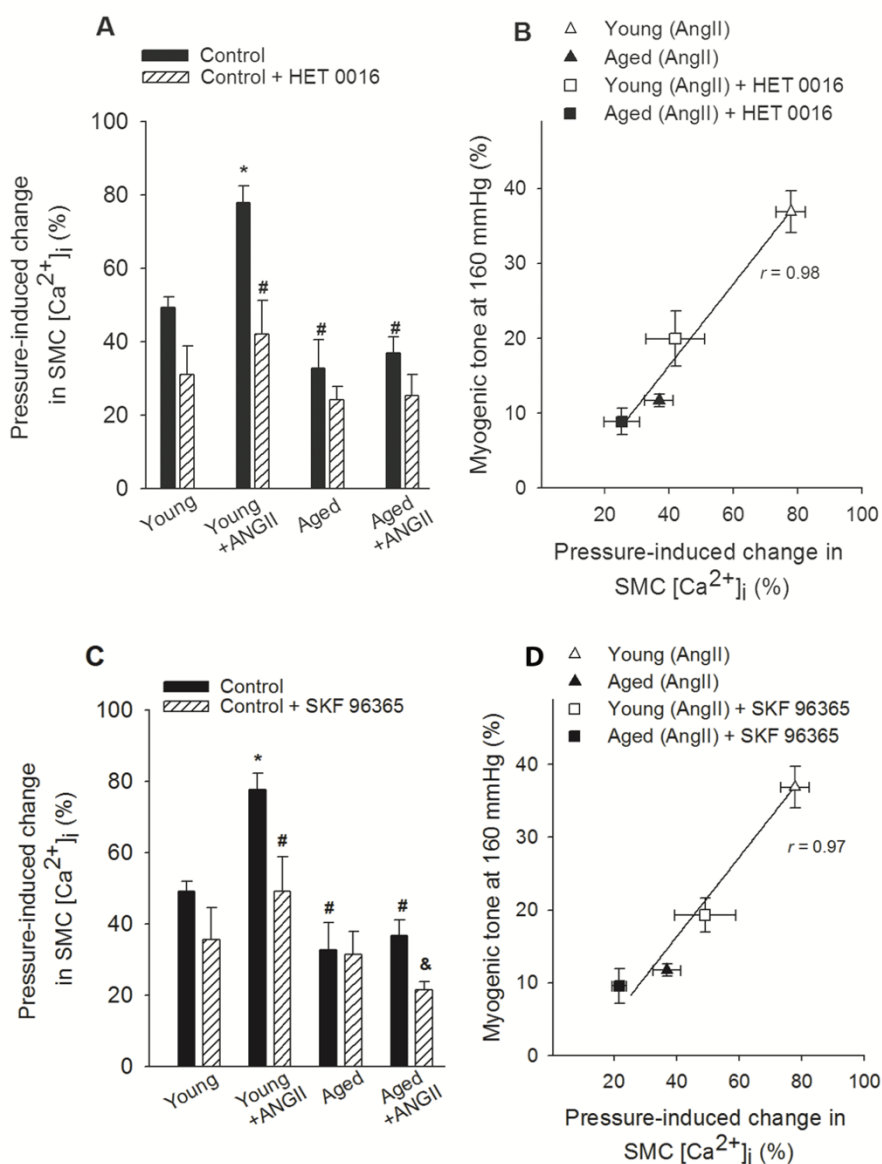 A
Control
Control + HET 0016
Pressure-induced change
in SMC [Ca2+]i (%)
100
80
60
40
20
0
*
#
#
#
Young
Young
+ANGII
Aged
Aged
+ANGII
B
Young (AngII)
Aged (AngII)
Young (AngII) + HET 0016
Aged (AngII) + HET 0016
Myogenic tone at 160 mmHg (%)
40
30
20
10
0
r = 0.98
20 40 60 80 100
Pressure-induced change in
SMC [Ca2+]i (%)
C
Control
Control + SKF 96365
Pressure-induced change
in SMC [Ca2+]i (%)
100
80
60
40
20
0
*
#
#
#
&
Young
Young
+ANGII
Aged
Aged
+ANGII
D
Young (AngII)
Aged (AngII)
Young (AngII) + SKF 96365
Aged (AngII) + SKF 96365
Myogenic tone at 160 mmHg (%)
40
30
20
10
0
r = 0.97
20 40 60 80 100
Pressure-induced change in
SMC [Ca2+]i (%)